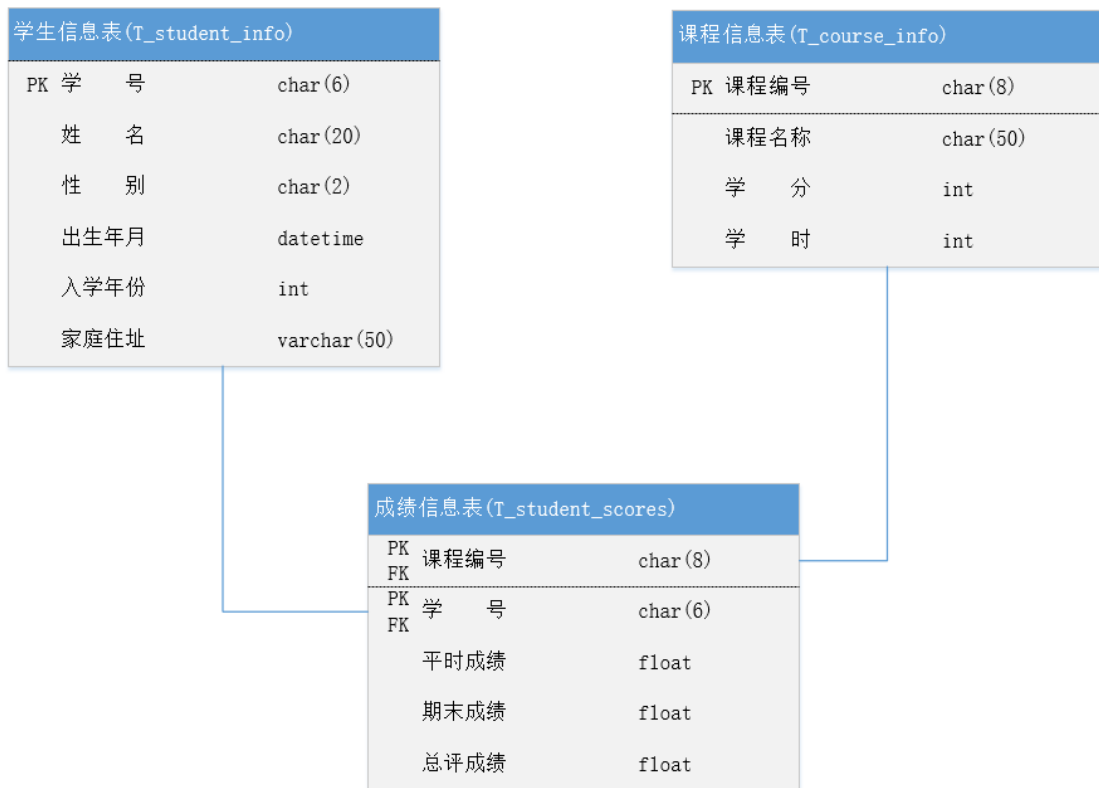 学生信息表(T_student_info)
PK 学 号 char(6)
姓 名 char(20)
性 别 char(2)
出生年月 datetime
入学年份 int
家庭住址 varchar(50)
课程信息表(T_course_info)
PK 课程编号 char(8)
课程名称 char(50)
学 分 int
学 时 int
成绩信息表(T_student_scores)
PK FK 课程编号 char(8)
PK FK 学 号 char(6)
平时成绩 float
期末成绩 float
总评成绩 float